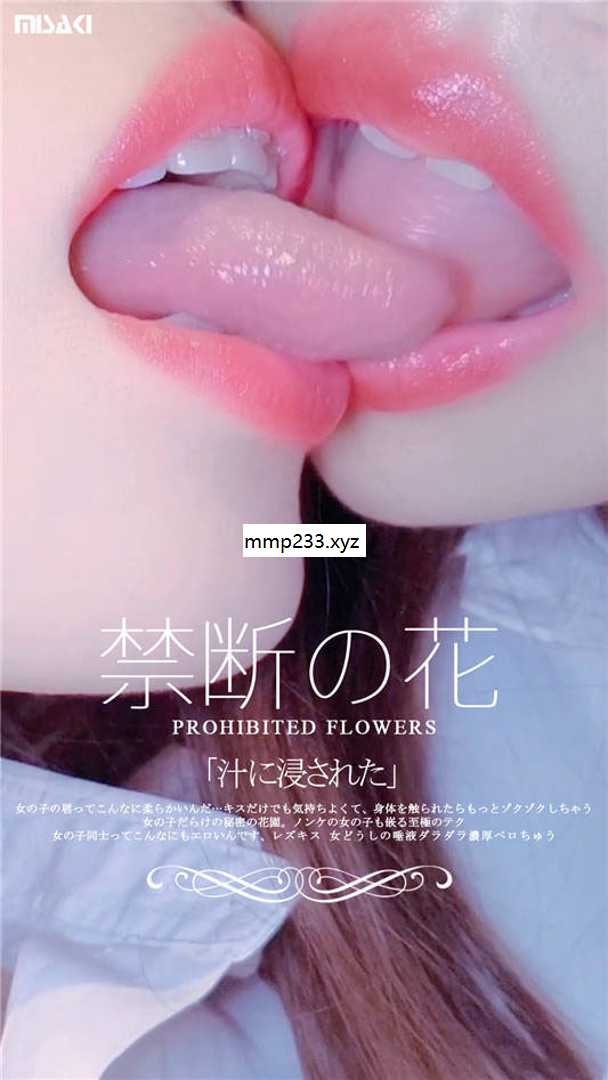 MISAKI
mmp233.xyz
禁断の花
PROHIBITED FLOWERS
「汁に浸された」
女の子の唇ってこんなに柔らかいんだ…キスだけでも気持ちよくて、身体を触られたらもっとゾクゾクしちゃう
女の子だらけの秘密の花園。ノンケの女の子も嵌る至極のテク
女の子同士ってこんなにもエロいんです、レズキス 女どうしの唾液ダラダラ濃厚ベロちゅう